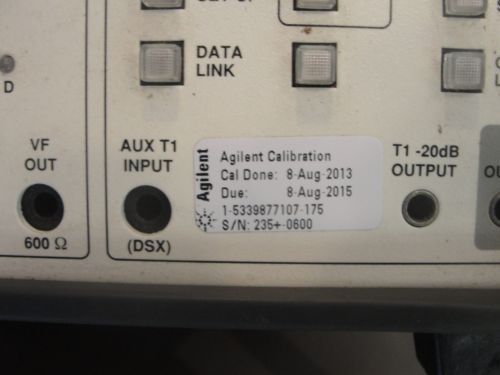 DATA
LINK
D
VF
OUT
600 Ω
AUX T1
INPUT
(DSX)
Agilent
Agilent Calibration
Cal Done: 8-Aug-2013
Due: 8-Aug-2015
1-5339877107-175
S/N: 235+-0600
T1 -20dB
OUTPUT